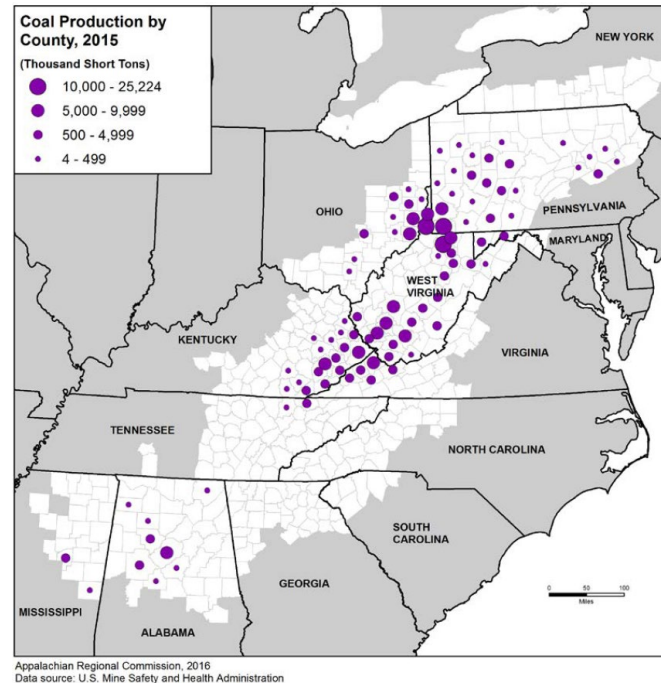 Coal Production by
County, 2015
(Thousand Short Tons)
10,000 - 25,224
5,000 - 9,999
500 - 4,999
4 - 499
NEW YORK
PENNSYLVANIA
OHIO
MARYLAND
WEST
VIRGINIA
KENTUCKY
VIRGINIA
TENNESSEE
NORTH CAROLINA
SOUTH
CAROLINA
GEORGIA
MISSISSIPPI
ALABAMA
0 50 100
Miles
Appalachian Regional Commission, 2016
Data source: U.S. Mine Safety and Health Administration